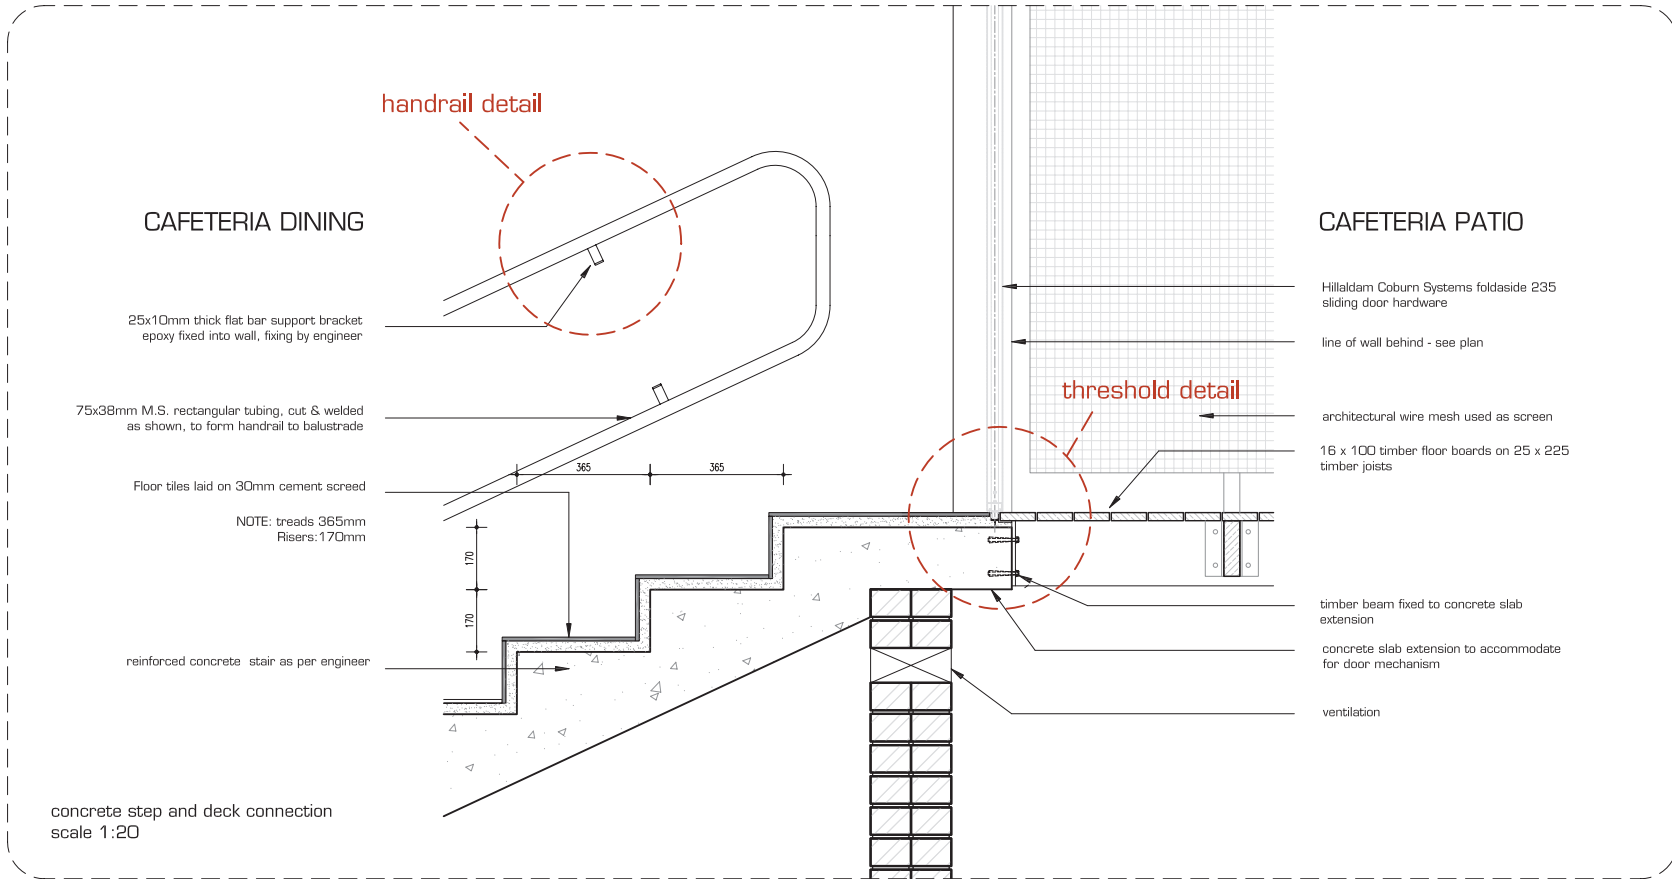 handrail detail
CAFETERIA DINING
25x10mm thick flat bar support bracket
epoxy fixed into wall, fixing by engineer
75x38mm M.S. rectangular tubing, cut & welded
as shown, to form handrail to balustrade
365
365
Floor tiles laid on 30mm cement screed
NOTE: treads 365mm
Risers:170mm
170
170
reinforced concrete  stair as per engineer
concrete step and deck connection
scale 1:20
CAFETERIA PATIO
Hillaldam Coburn Systems foldaside 235
sliding door hardware
line of wall behind - see plan
threshold detail
architectural wire mesh used as screen
16 x 100 timber floor boards on 25 x 225
timber joists
timber beam fixed to concrete slab
extension
concrete slab extension to accommodate
for door mechanism
ventilation